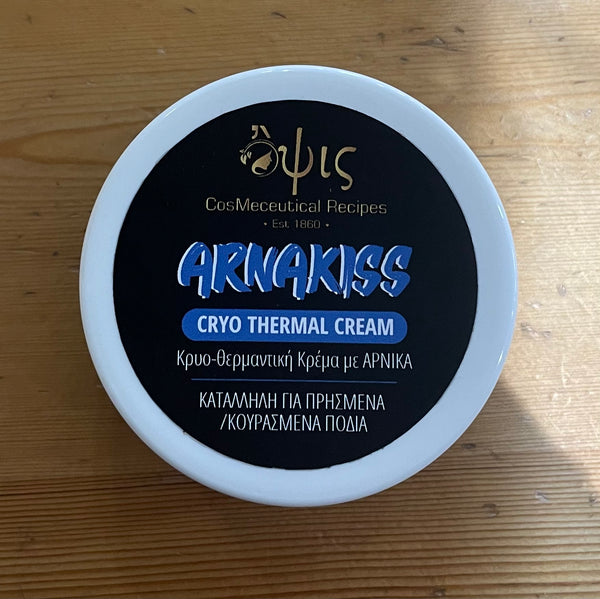 Ὄψις
CosMeceutical Recipes
• Est. 1860 •
ARNAKISS
CRYO THERMAL CREAM
Κρυο-θερμαντική Κρέμα με ΑΡΝΙΚΑ
ΚΑΤΑΛΛΗΛΗ ΓΙΑ ΠΡΗΣΜΕΝΑ
/ΚΟΥΡΑΣΜΕΝΑ ΠΟΔΙΑ